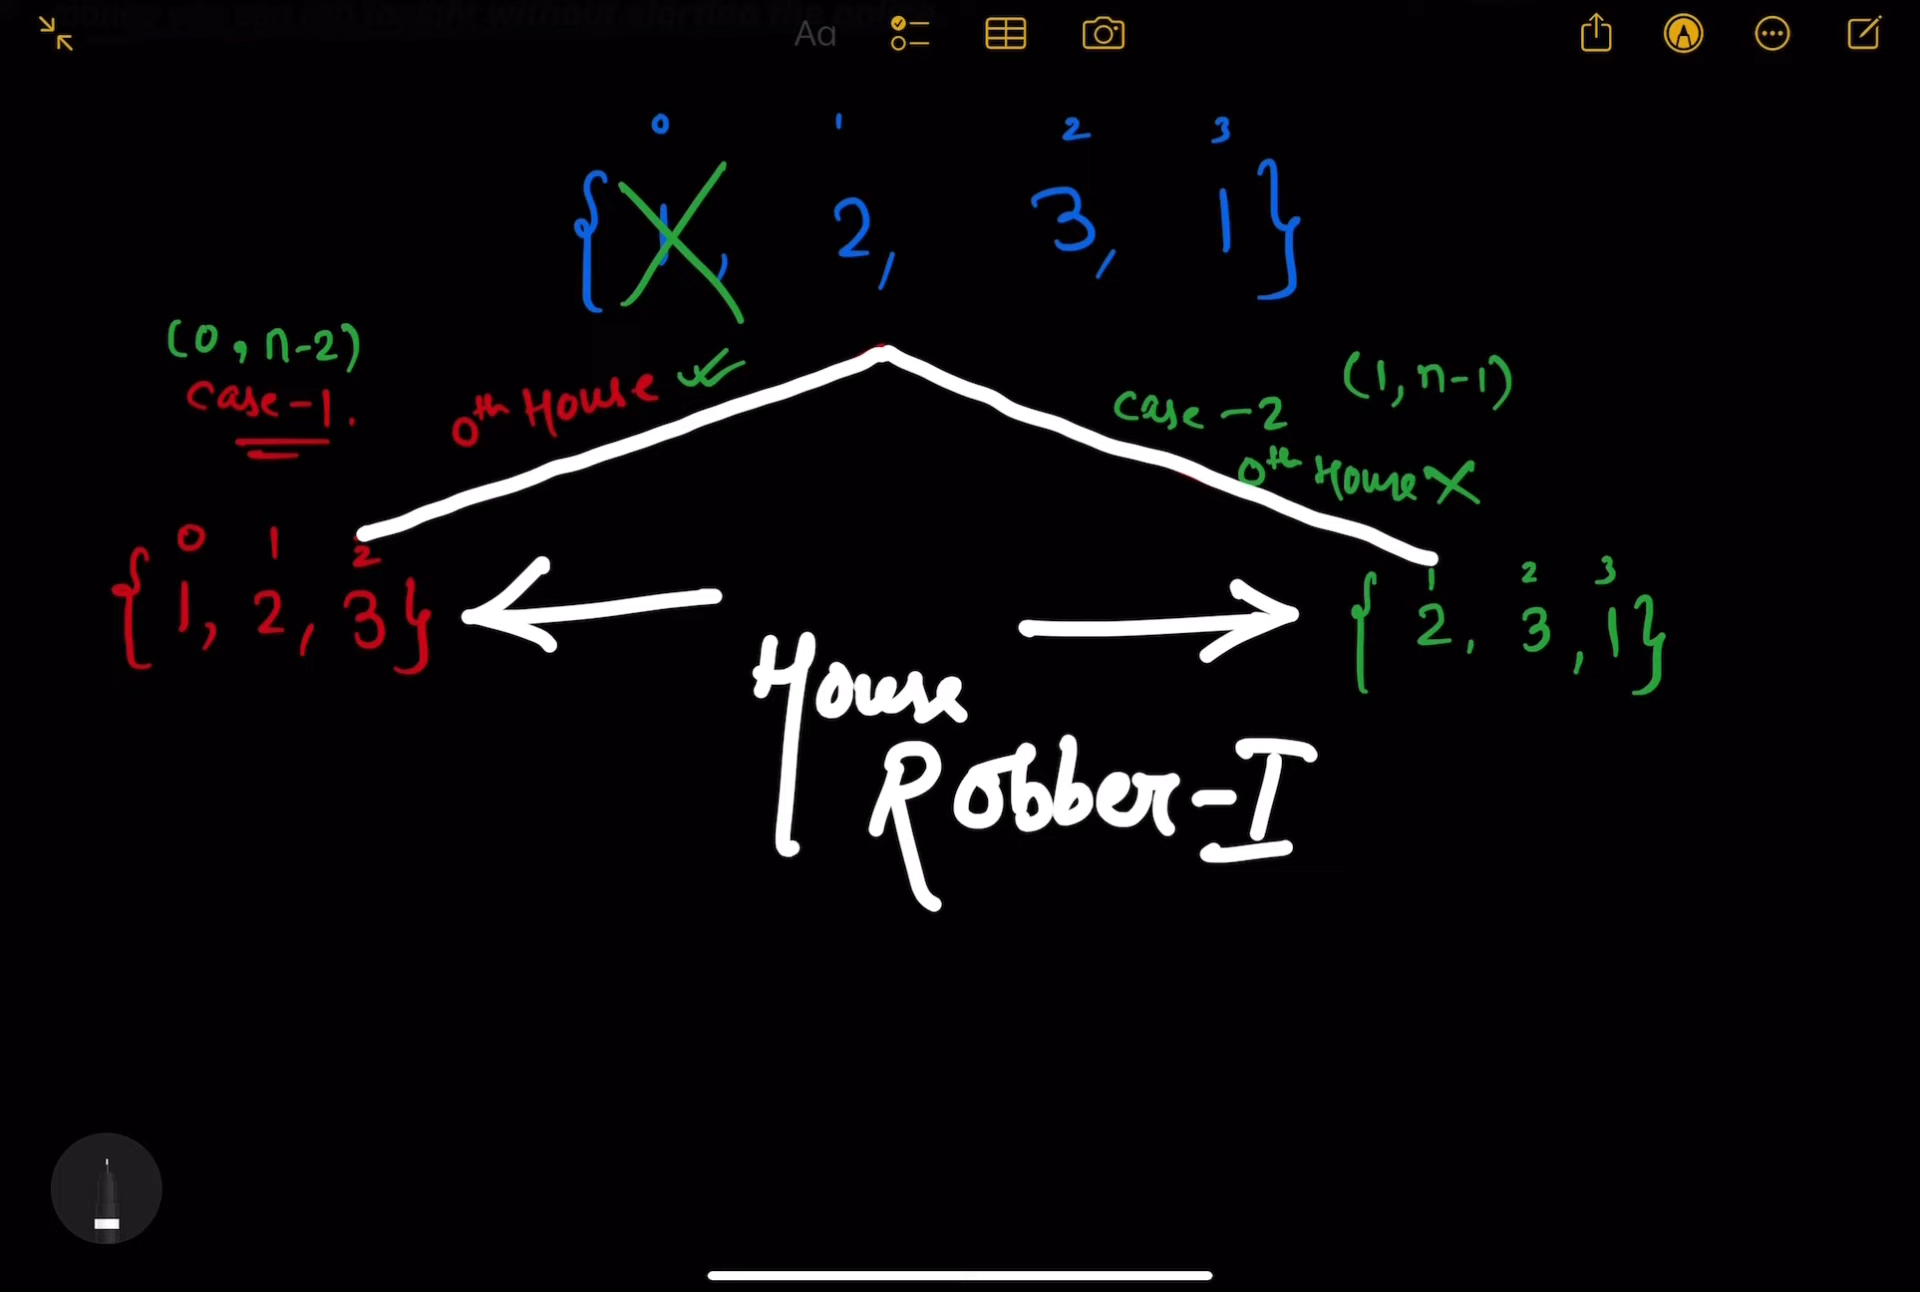 Aa
0 1 2 3
{1, 2, 3, 1}
(0, n-2)
Case-1.
0th House
(1, n-1)
Case-2
0th House X
0 1 2
{1, 2, 3}
1 2 3
{2, 3, 1}
House
Robber-I